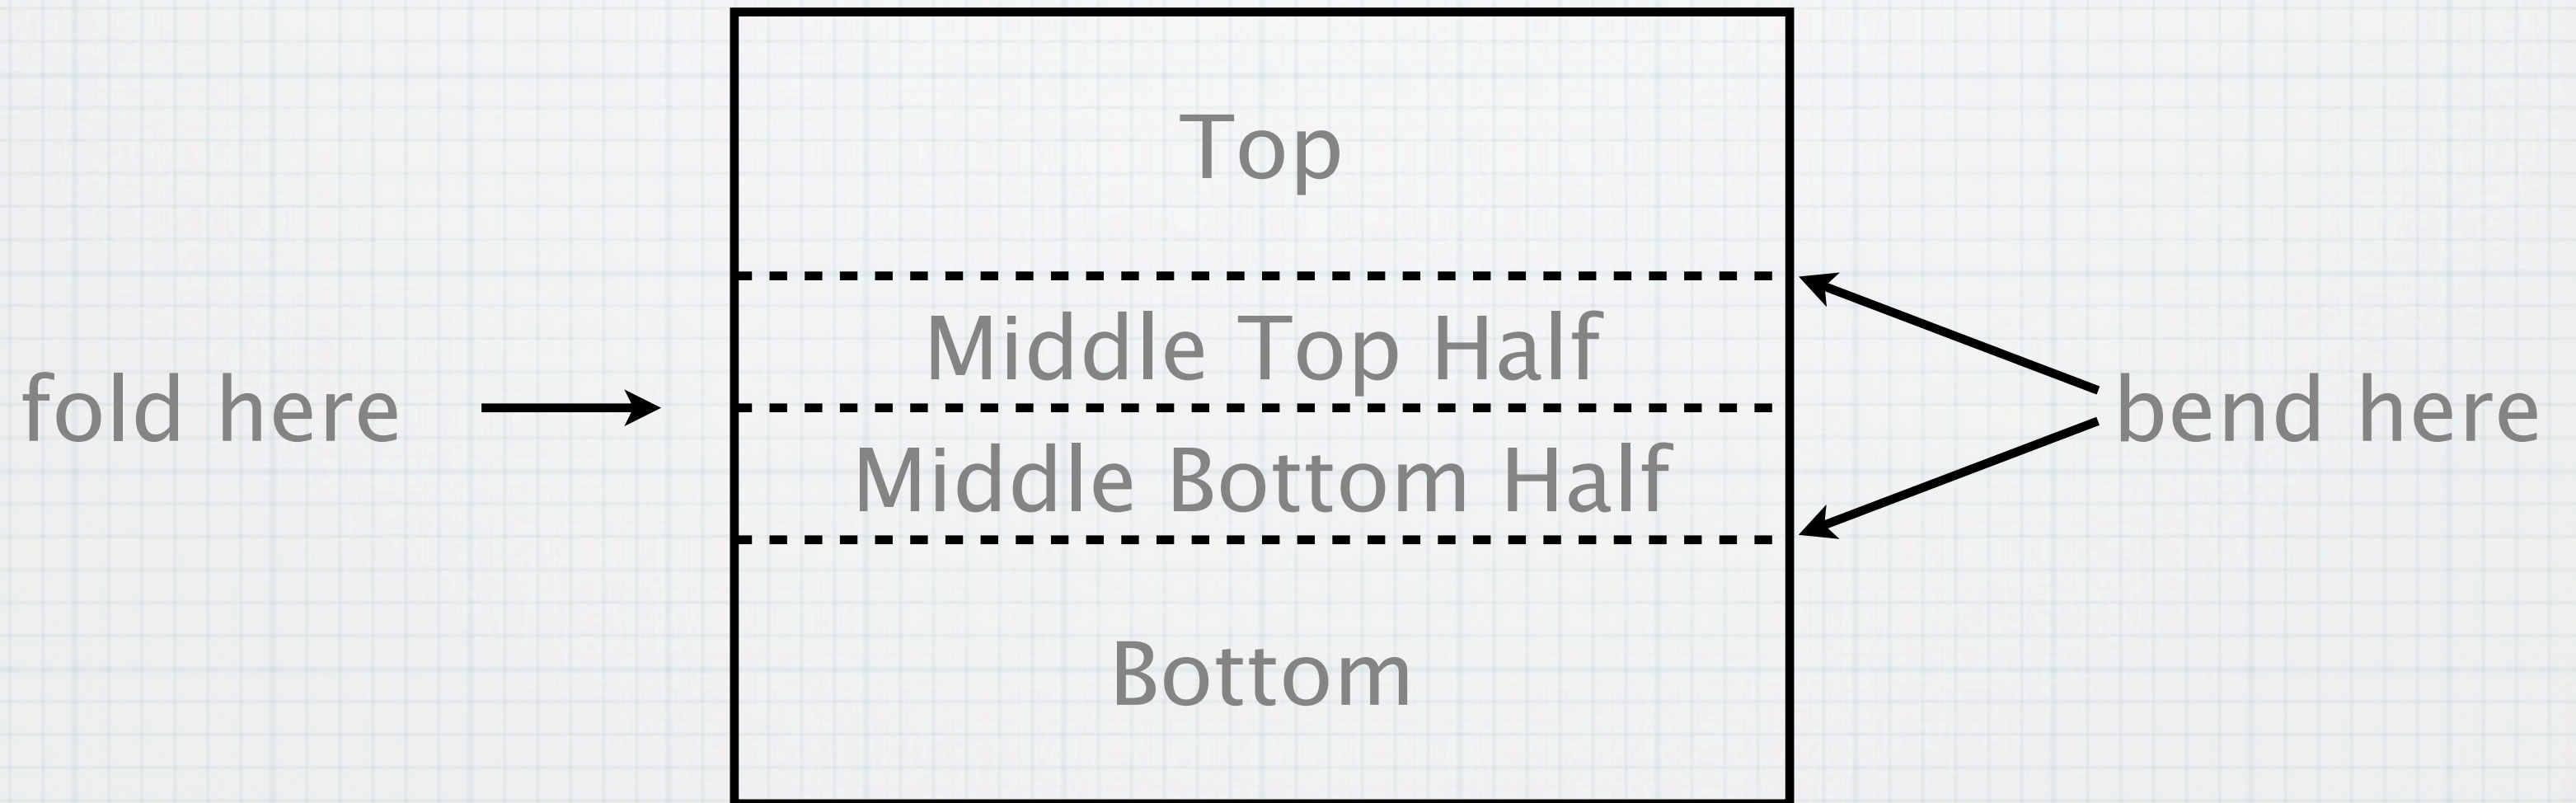 Top
Middle Top Half
fold here
bend here
Middle Bottom Half
Bottom